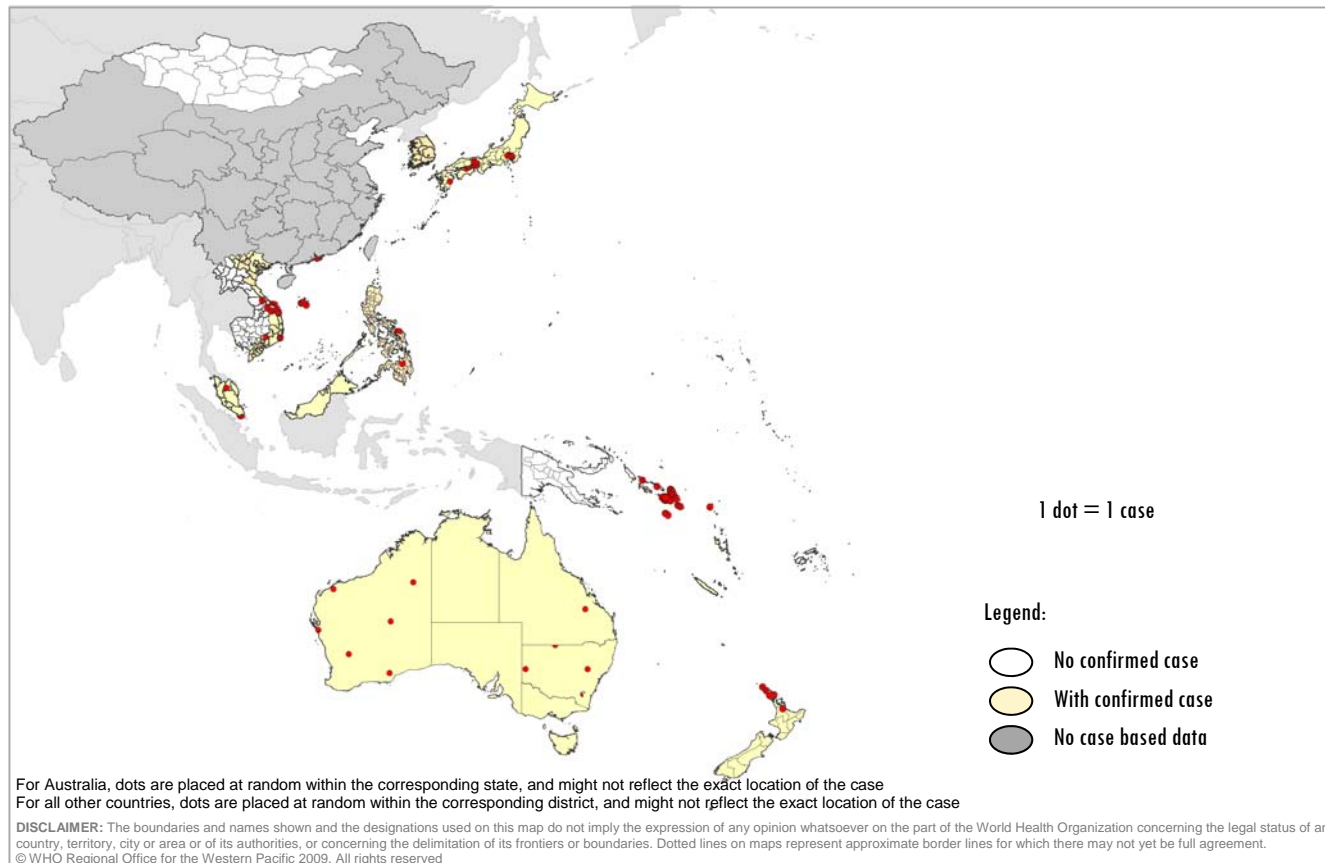 1 dot = 1 case
Legend:
No confirmed case
With confirmed case
No case based data
For Australia, dots are placed at random within the corresponding state, and might not reflect the exact location of the case
For all other countries, dots are placed at random within the corresponding district, and might not reflect the exact location of the case
DISCLAIMER: The boundaries and names shown and the designations used on this map do not imply the expression of any opinion whatsoever on the part of the World Health Organization concerning the legal status of
country, territory, city or area or of its authorities, or concerning the delimitation of its frontiers or boundaries. Dotted lines on maps represent approximate border lines for which there may not yet be full agreement.
© WHO Regional Office for the Western Pacific 2009. All rights reserved